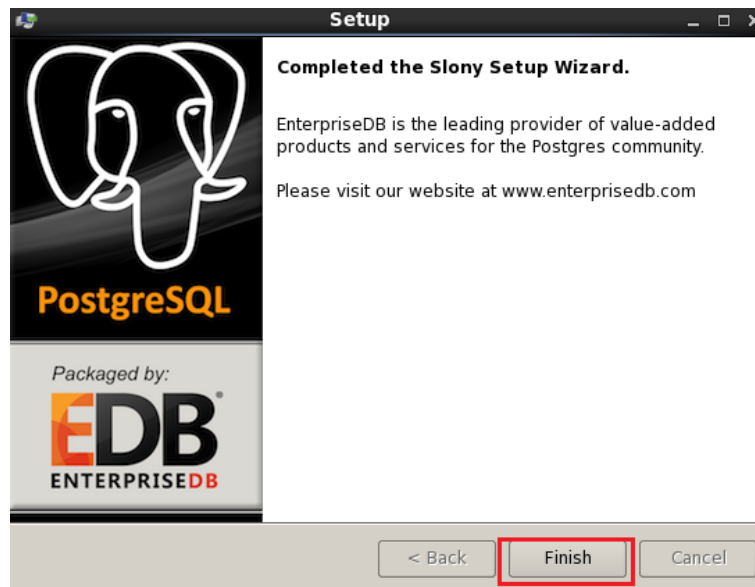 Setup
Completed the Slony Setup Wizard.
EnterpriseDB is the leading provider of value-added
products and services for the Postgres community.
Please visit our website at www.enterprisedb.com
PostgreSQL
Packaged by:
EDB
ENTERPRISEDB
< Back
Finish
Cancel